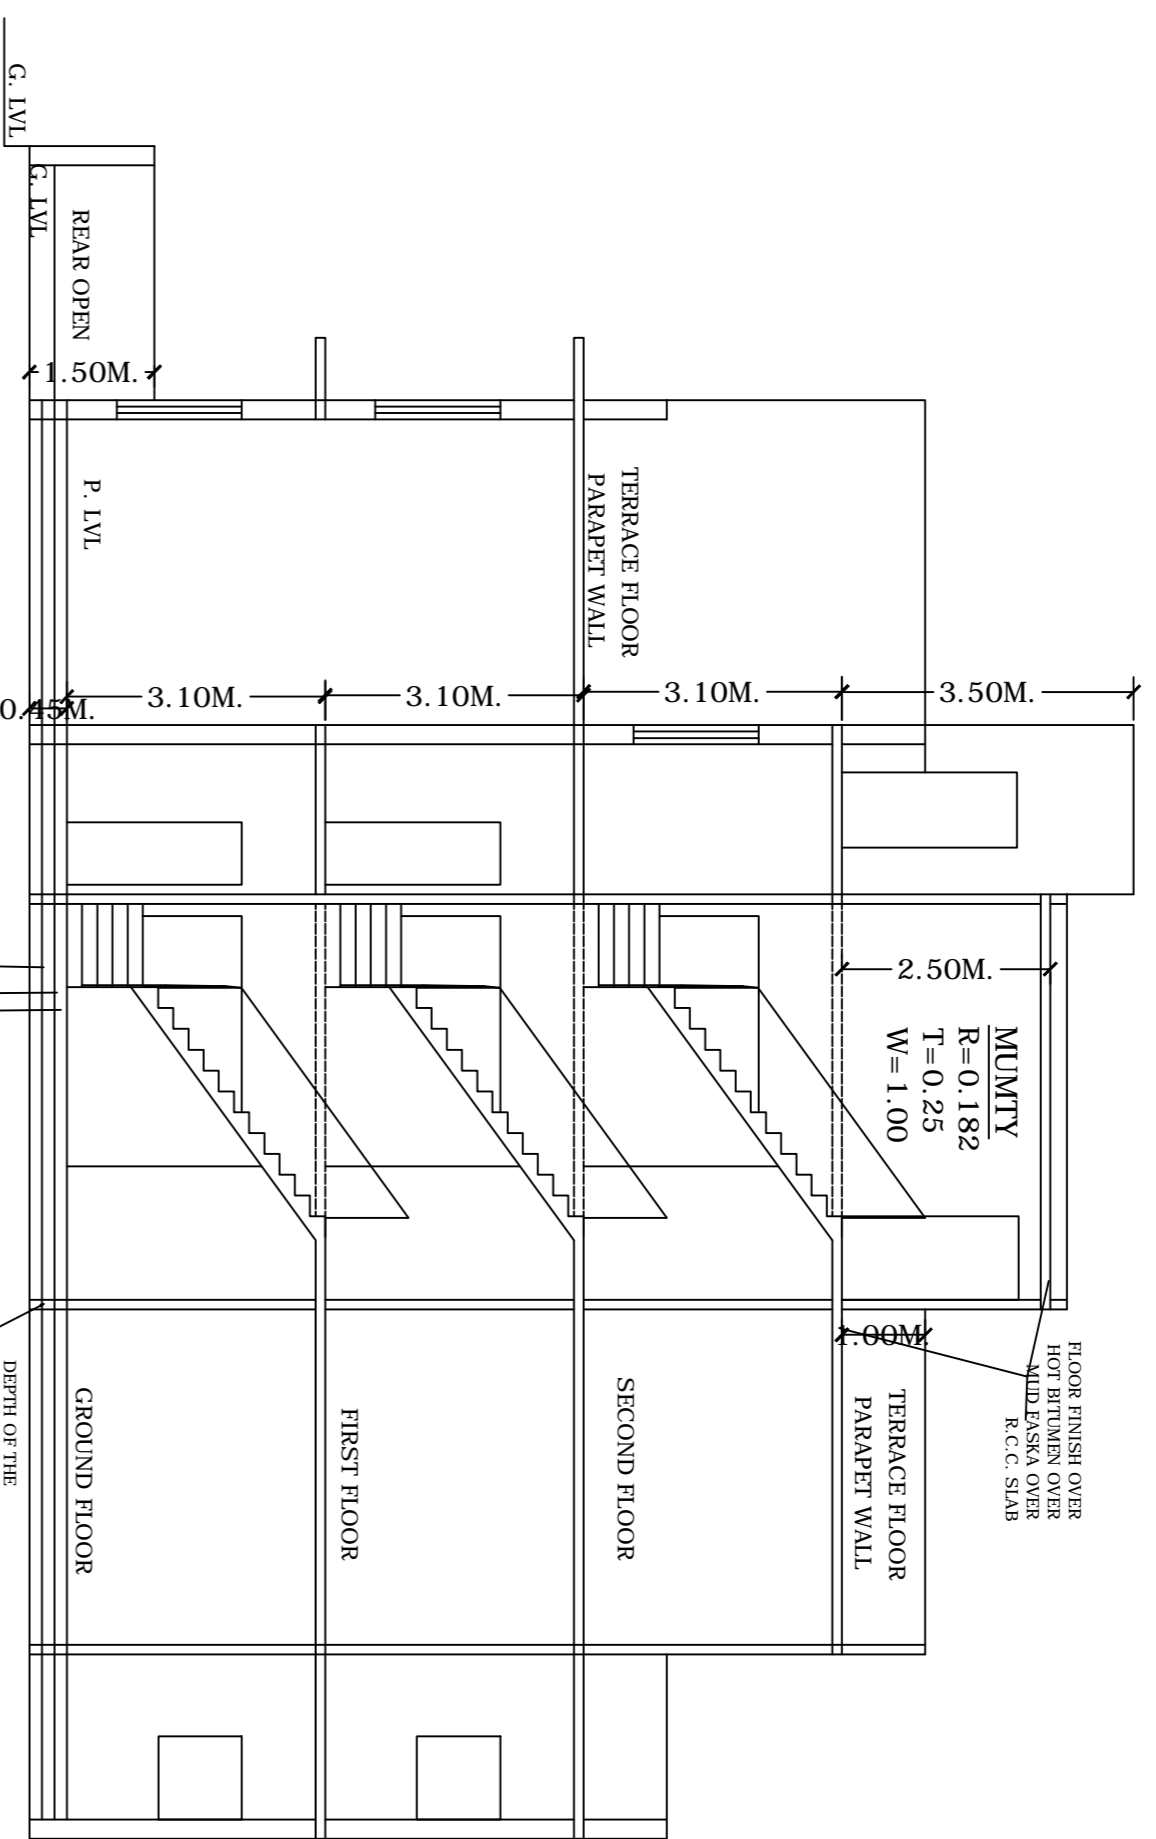 FLOOR FINISH OVER
HOT BITUMEN OVER
MUD FASKA OVER
R.C.C. SLAB
MUMTY
R=0.182
T=0.25
W=1.00
3.50M.
2.50M.
1.00M.
TERRACE FLOOR
PARAPET WALL
TERRACE FLOOR
PARAPET WALL
3.10M.
SECOND FLOOR
3.10M.
FIRST FLOOR
3.10M.
GROUND FLOOR
P. LVL
0.45M.
1.50M.
REAR OPEN
G. LVL
G. LVL
DEPTH OF THE